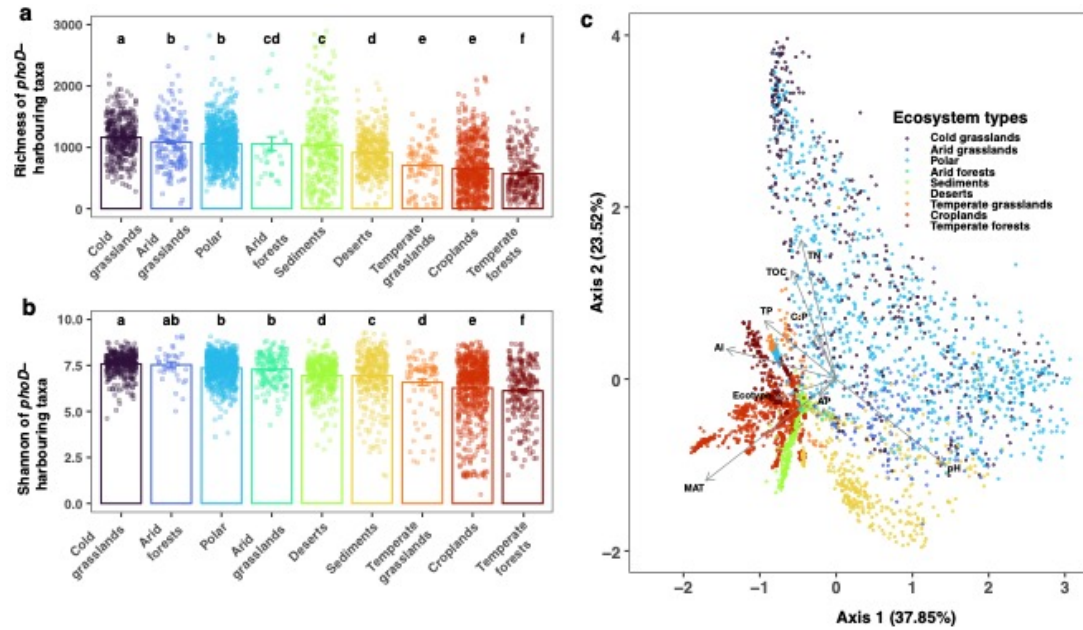 a
Richness of phoD–
harbouring taxa
3000
2000
1000
0
a b b cd c d e e f
Cold
grasslands
Arid
grasslands
Polar
Arid
forests
Sediments
Deserts
Temperate
grasslands
Croplands
Temperate
forests
b
Shannon of phoD–
harbouring taxa
10.0
7.5
5.0
2.5
0.0
a ab b b d c d e f
Cold
grasslands
Arid
forests
Polar
Arid
grasslands
Deserts
Sediments
Temperate
grasslands
Croplands
Temperate
forests
c
Axis 2 (23.52%)
4
2
0
−2
Ecosystem types
Cold grasslands
Arid grasslands
Polar
Arid forests
Sediments
Deserts
Temperate grasslands
Croplands
Temperate forests
TN
TOC
TP
C:P
AI
Ecotype
AP
pH
MAT
−2 −1 0 1 2 3
Axis 1 (37.85%)